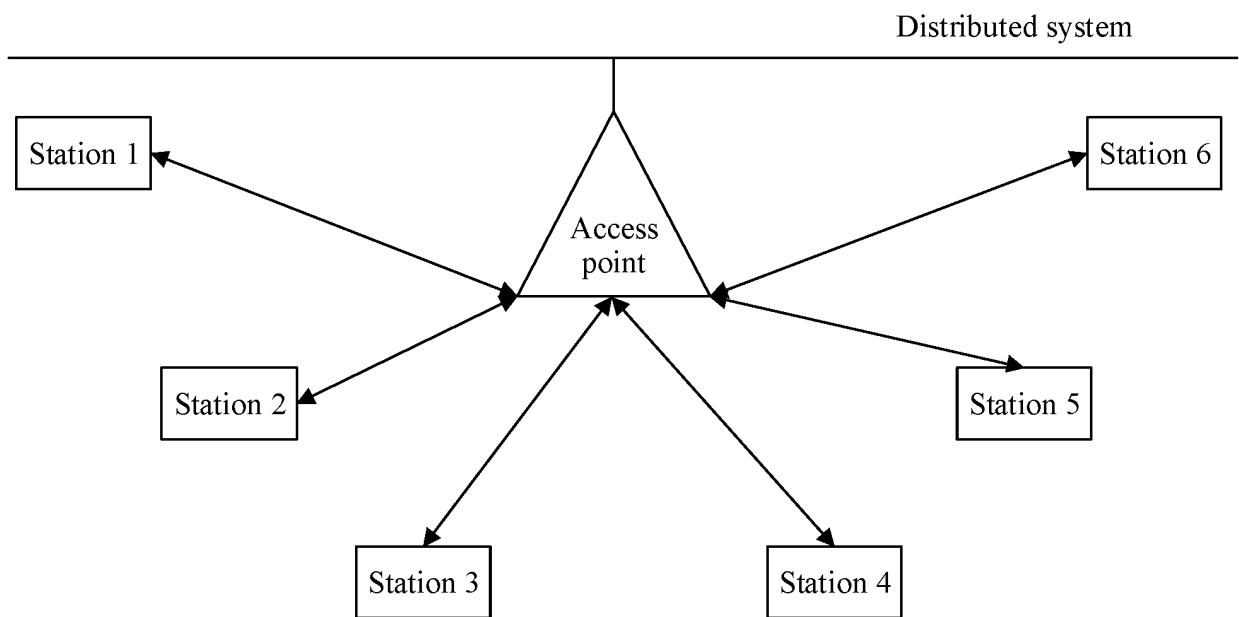 Distributed system
Station 1
Station 6
Access
point
Station 2
Station 5
Station 3
Station 4